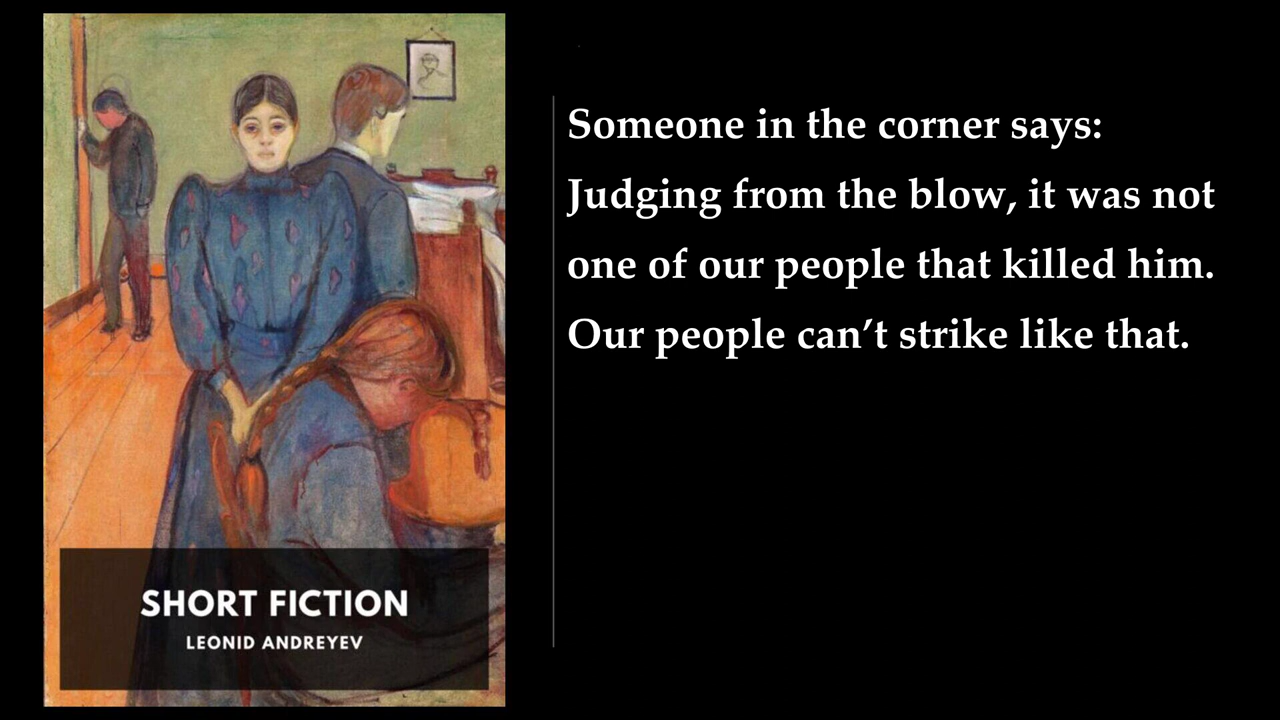 Someone in the corner says:
Judging from the blow, it was not
one of our people that killed him.
Our people can’t strike like that.
SHORT FICTION
LEONID ANDREYEV